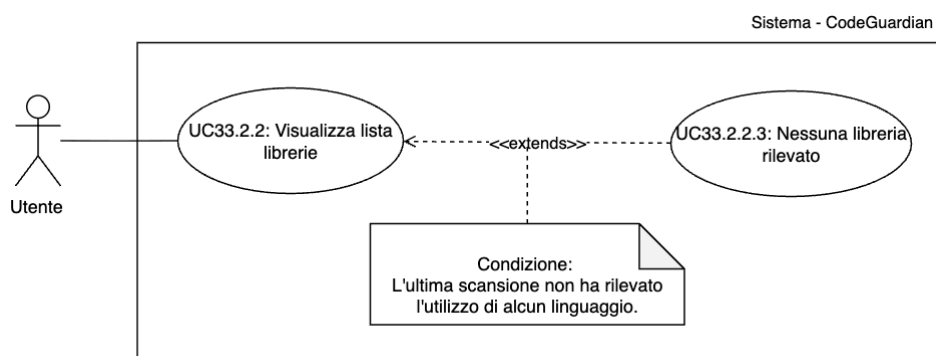 Sistema - CodeGuardian
UC33.2.2: Visualizza lista
librerie
<<extends>>
UC33.2.2.3: Nessuna libreria
rilevato
Utente
Condizione:
L'ultima scansione non ha rilevato
l'utilizzo di alcun linguaggio.